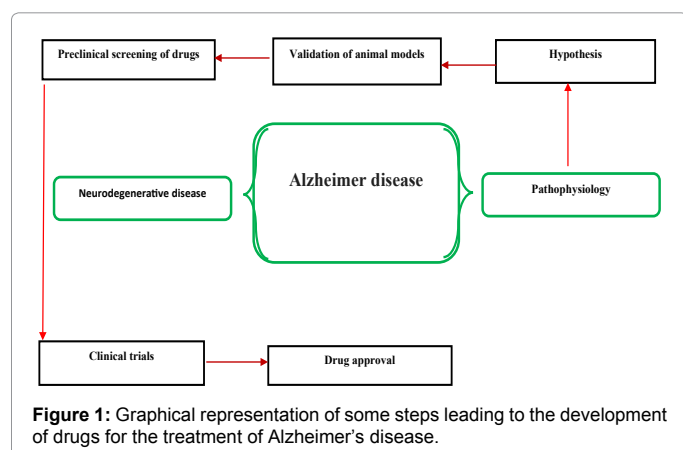 Preclinical screening of drugs
Validation of animal models
Hypothesis
Neurodegenerative disease
Alzheimer disease
Pathophysiology
Clinical trials
Drug approval
Figure 1: Graphical representation of some steps leading to the development
of drugs for the treatment of Alzheimer's disease.